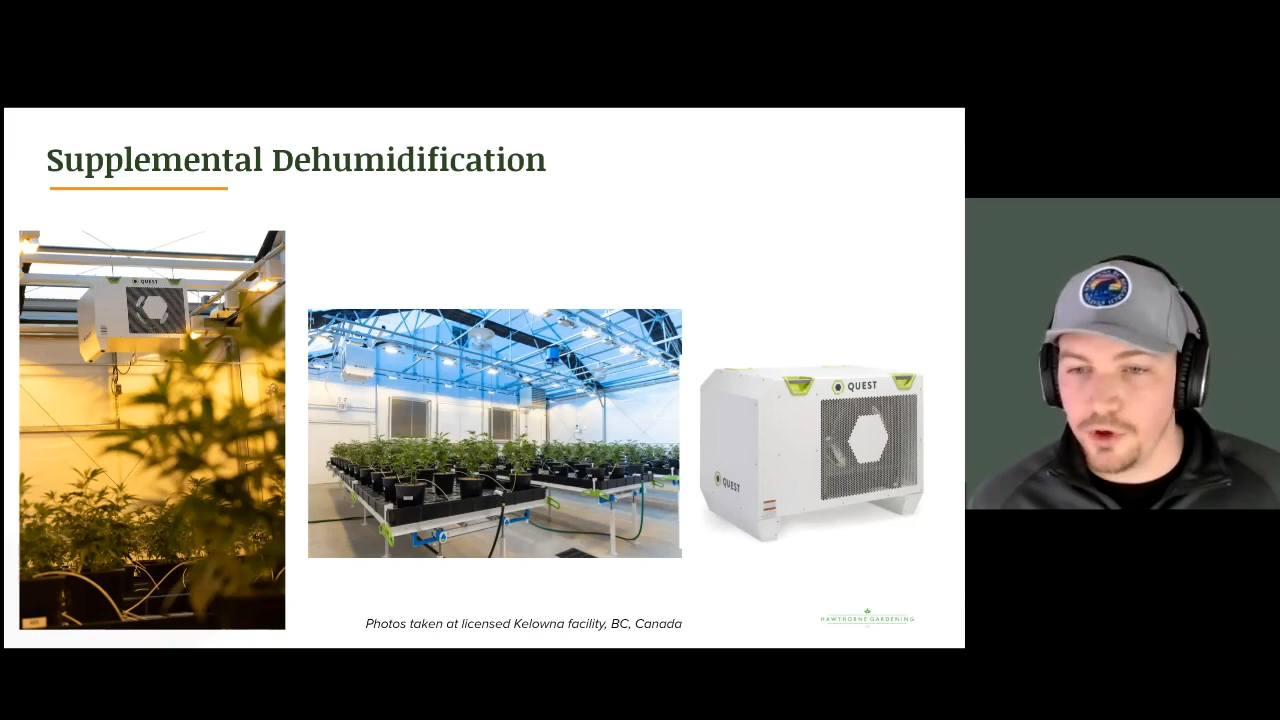 Supplemental Dehumidification
QUEST
QUEST
QUEST
Photos taken at licensed Kelowna facility, BC, Canada
HAWTHORNE GARDENING